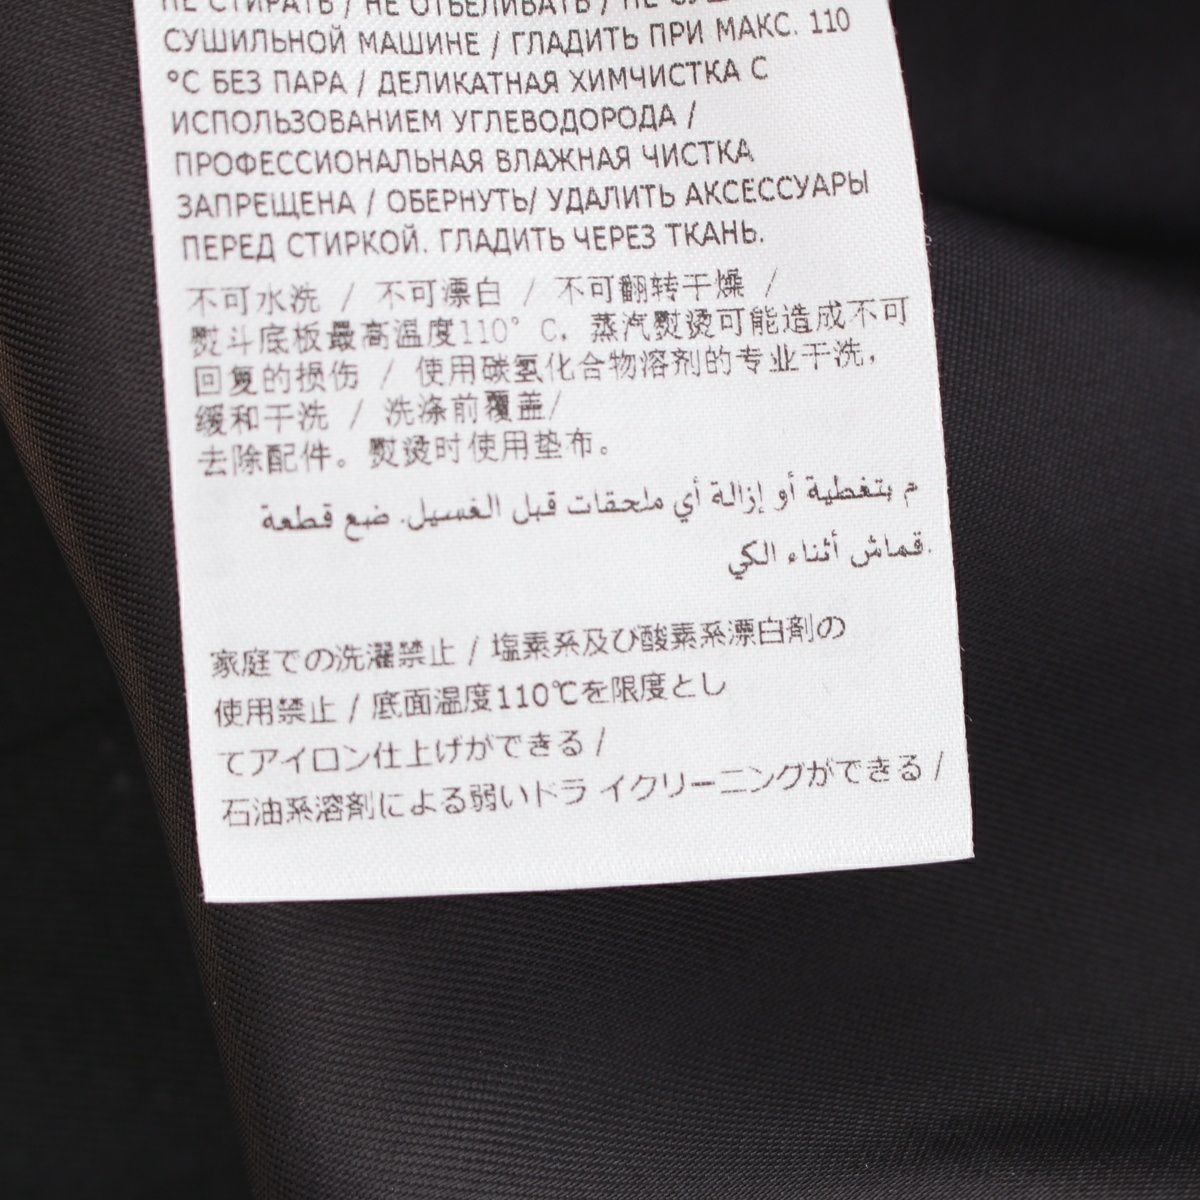 НЕ СТИРАТЬ / НЕ ОТБЕЛИВАТЬ / НЕ
СУШИЛЬНОЙ МАШИНЕ / ГЛАДИТЬ ПРИ МАКС. 110
°C БЕЗ ПАРА / ДЕЛИКАТНАЯ ХИМЧИСТКА С
ИСПОЛЬЗОВАНИЕМ УГЛЕВОДОРОДА /
ПРОФЕССИОНАЛЬНАЯ ВЛАЖНАЯ ЧИСТКА
ЗАПРЕЩЕНА / ОБЕРНУТЬ/ УДАЛИТЬ АКСЕССУАРЫ
ПЕРЕД СТИРКОЙ. ГЛАДИТЬ ЧЕРЕЗ ТКАНЬ.
不可水洗 / 不可漂白 / 不可翻转干燥 /
熨斗底板最高温度110°C，蒸汽熨烫可能造成不可
回复的损伤 / 使用碳氢化合物溶剂的专业干洗，
缓和干洗 / 洗涤前覆盖/
去除配件。熨烫时使用垫布。
م بتغطية أو إزالة أي ملحقات قبل الغسيل. ضع قطعة
قماش أثناء الكي.
家庭での洗濯禁止 / 塩素系及び酸素系漂白剤の
使用禁止 / 底面温度110℃を限度とし
てアイロン仕上げができる /
石油系溶剤による弱いドラ イクリーニングができる /